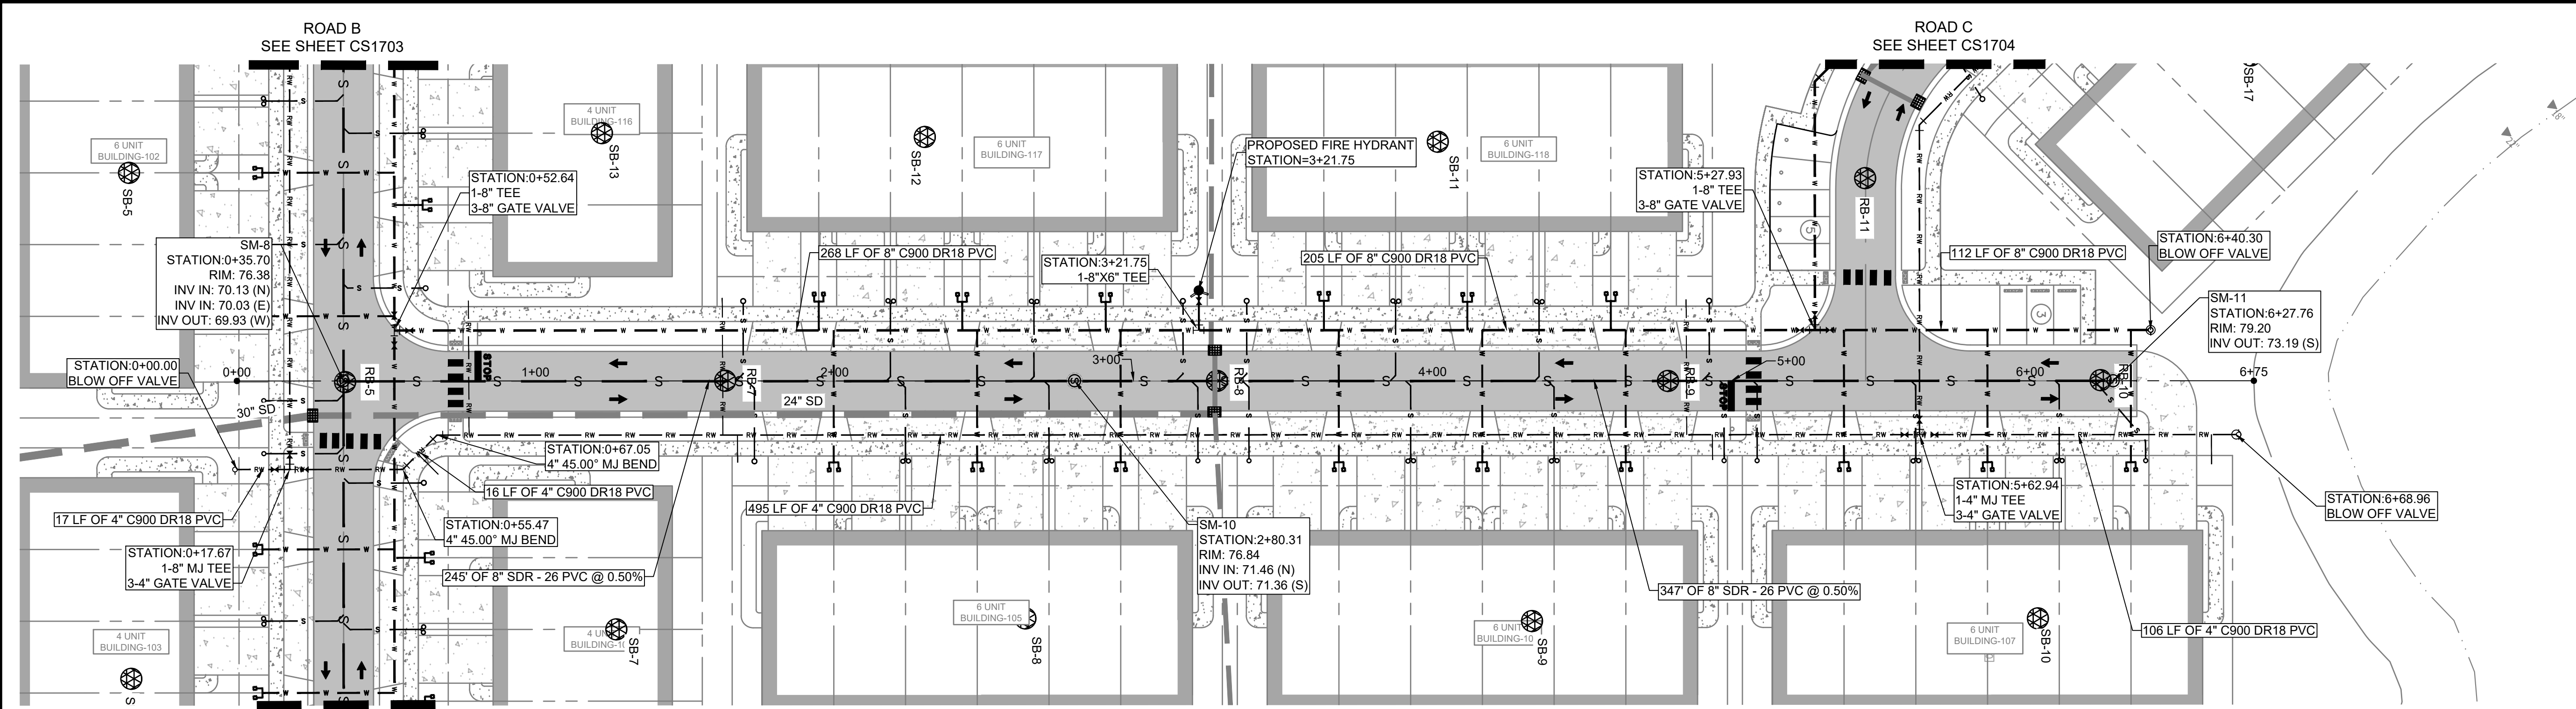 ROAD B
SEE SHEET CS1703
ROAD C
SEE SHEET CS1704
6 UNIT
BUILDING-102
SB-5
4 UNIT
BUILDING-116
SB-13
STATION:0+52.64
1-8" TEE
3-8" GATE VALVE
SB-12
6 UNIT
BUILDING-117
PROPOSED FIRE HYDRANT
STATION=3+21.75
SB-11
6 UNIT
BUILDING-118
STATION:5+27.93
1-8" TEE
3-8" GATE VALVE
RB-11
5
SB-17
18"
SM-8
STATION:0+35.70
RIM: 76.38
INV IN: 70.13 (N)
INV IN: 70.03 (E)
INV OUT: 69.93 (W)
268 LF OF 8" C900 DR18 PVC
STATION:3+21.75
1-8"X6" TEE
205 LF OF 8" C900 DR18 PVC
112 LF OF 8" C900 DR18 PVC
STATION:6+40.30
BLOW OFF VALVE
3
SM-11
STATION:6+27.76
RIM: 79.20
INV OUT: 73.19 (S)
STATION:0+00.00
BLOW OFF VALVE
0+00
RB-5
STOP
1+00
RB-7
2+00
3+00
RB-8
4+00
RB-9
STOP
5+00
6+00
RB-10
6+75
30" SD
24" SD
STATION:0+67.05
4" 45.00° MJ BEND
16 LF OF 4" C900 DR18 PVC
17 LF OF 4" C900 DR18 PVC
STATION:0+55.47
4" 45.00° MJ BEND
495 LF OF 4" C900 DR18 PVC
STATION:0+17.67
1-8" MJ TEE
3-4" GATE VALVE
245' OF 8" SDR - 26 PVC @ 0.50%
SM-10
STATION:2+80.31
RIM: 76.84
INV IN: 71.46 (N)
INV OUT: 71.36 (S)
STATION:5+62.94
1-4" MJ TEE
3-4" GATE VALVE
STATION:6+68.96
BLOW OFF VALVE
347' OF 8" SDR - 26 PVC @ 0.50%
106 LF OF 4" C900 DR18 PVC
4 UNIT
BUILDING-103
SB-7
6 UNIT
BUILDING-105
SB-8
6 UNIT
SB-9
6 UNIT
BUILDING-107
SB-10